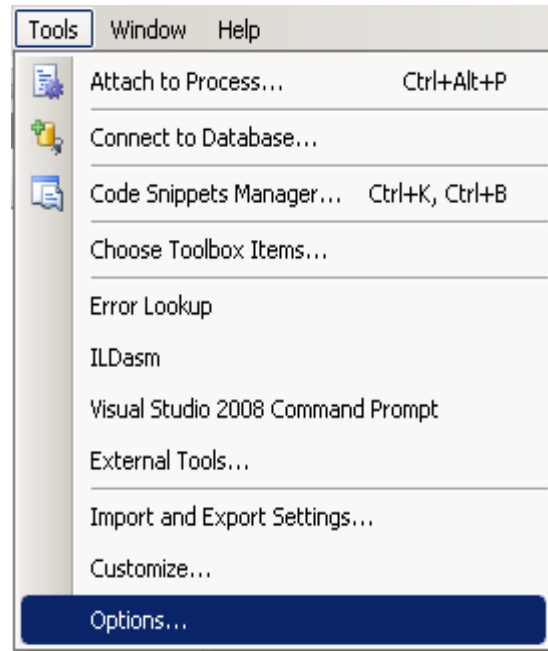 Tools Window Help
Attach to Process... Ctrl+Alt+P
Connect to Database...
Code Snippets Manager... Ctrl+K, Ctrl+B
Choose Toolbox Items...
Error Lookup
ILDasm
Visual Studio 2008 Command Prompt
External Tools...
Import and Export Settings...
Customize...
Options...